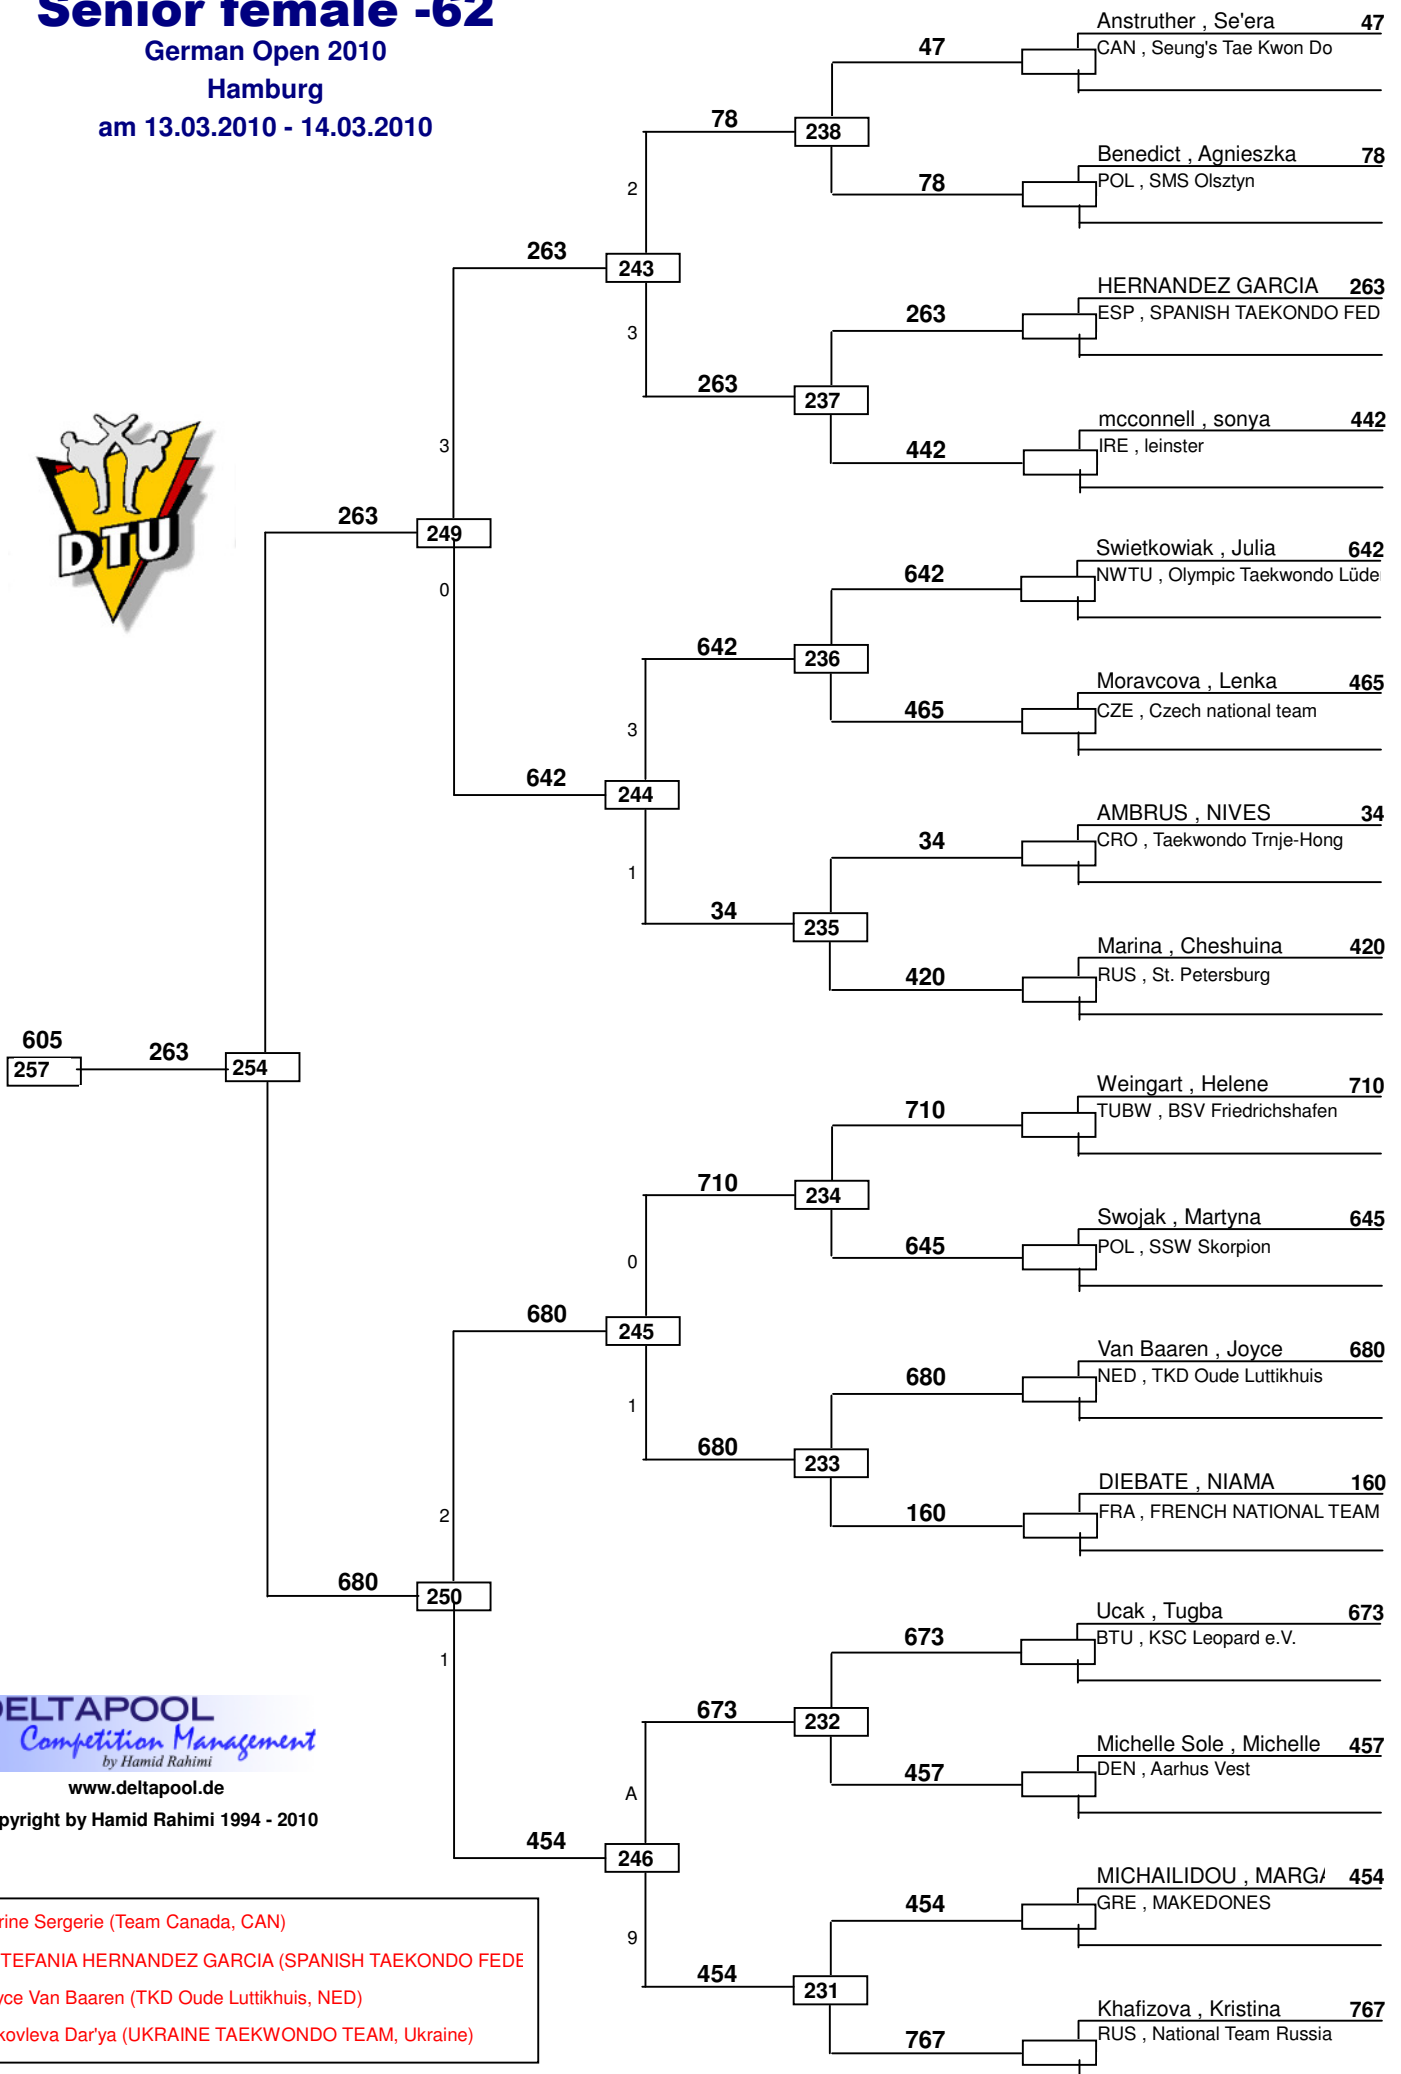 Senior female -62
German Open 2010
Hamburg
am 13.03.2010 - 14.03.2010
DTU
Anstruther , Se'era 47
CAN , Seung's Tae Kwon Do
47
78
238
Benedict , Agnieszka 78
POL , SMS Olsztyn
78
2
263
243
HERNANDEZ GARCIA 263
ESP , SPANISH TAEKONDO FED
263
3
263
237
mcconnell , sonya 442
IRE , leinster
442
3
263
249
Swietkowiak , Julia 642
NWTU , Olympic Taekwondo Lüde
642
0
642
236
Moravcova , Lenka 465
CZE , Czech national team
465
3
642
244
AMBRUS , NIVES 34
CRO , Taekwondo Trnje-Hong
34
1
34
235
Marina , Cheshuina 420
RUS , St. Petersburg
420
605
263
257
254
Weingart , Helene 710
TUBW , BSV Friedrichshafen
710
710
234
Swojak , Martyna 645
POL , SSW Skorpion
645
0
680
245
Van Baaren , Joyce 680
NED , TKD Oude Luttikhuis
680
1
680
233
DIEBATE , NIAMA 160
FRA , FRENCH NATIONAL TEAM
160
2
680
250
Ucak , Tugba 673
BTU , KSC Leopard e.V.
673
1
673
232
Michelle Sole , Michelle 457
DEN , Aarhus Vest
457
A
454
246
MICHAILIDOU , MARGA 454
GRE , MAKEDONES
454
9
454
231
Khafizova , Kristina 767
RUS , National Team Russia
767
DELTAPOOL
Competition Management
by Hamid Rahimi
www.deltapool.de
pyright by Hamid Rahimi 1994 - 2010
rine Sergerie (Team Canada, CAN)
TEFANIA HERNANDEZ GARCIA (SPANISH TAEKONDO FEDE
yce Van Baaren (TKD Oude Luttikhuis, NED)
kovleva Dar'ya (UKRAINE TAEKWONDO TEAM, Ukraine)